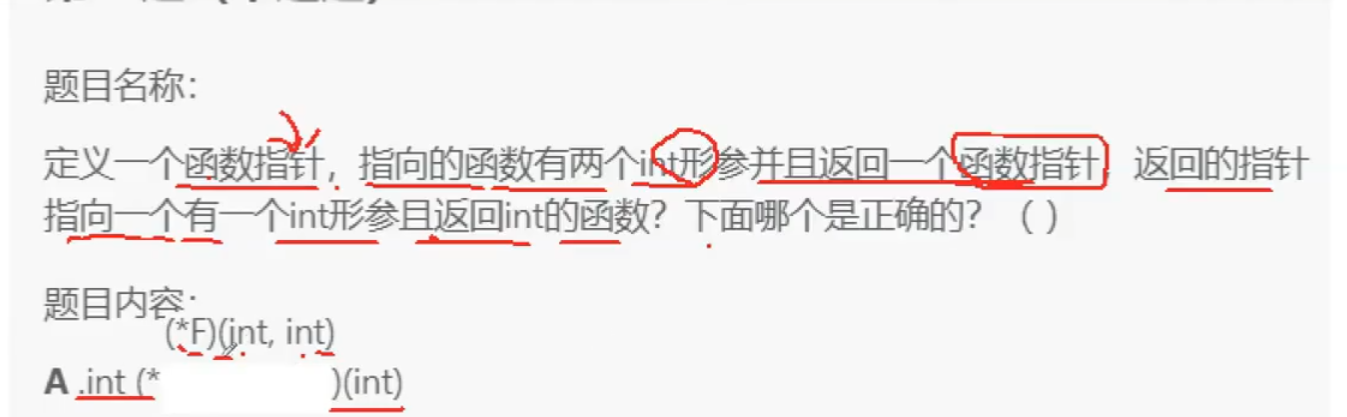 题目名称：
定义一个函数指针，指向的函数有两个int形参并且返回一个函数指针，返回的指针
指向一个有一个int形参且返回int的函数？下面哪个是正确的？（ ）
题目内容：
(*F)(int, int)
A .int (* )(int)